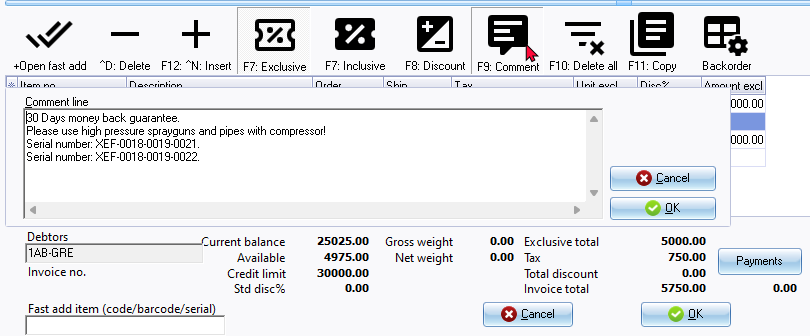 +Open fast add ^D: Delete F12: ^N: Insert F7: Exclusive F7: Inclusive F8: Discount F9: Comment F10: Delete all F11: Copy Backorder
Item no Description Order Ship Tax Unit excl Disc% Amount excl
Comment line
30 Days money back guarantee.
Please use high pressure sprayguns and pipes with compressor!
Serial number: XEF-0018-0019-0021.
Serial number: XEF-0018-0019-0022.
000.00
000.00
Cancel
OK
Debtors
1AB-GRE
Invoice no.
Current balance 25025.00 Gross weight 0.00 Exclusive total 5000.00
Available 4975.00 Net weight 0.00 Tax 750.00 Payments
Credit limit 30000.00 Total discount 0.00
Std disc% 0.00 Invoice total 5750.00 0.00
Fast add item (code/barcode/serial)
Cancel OK